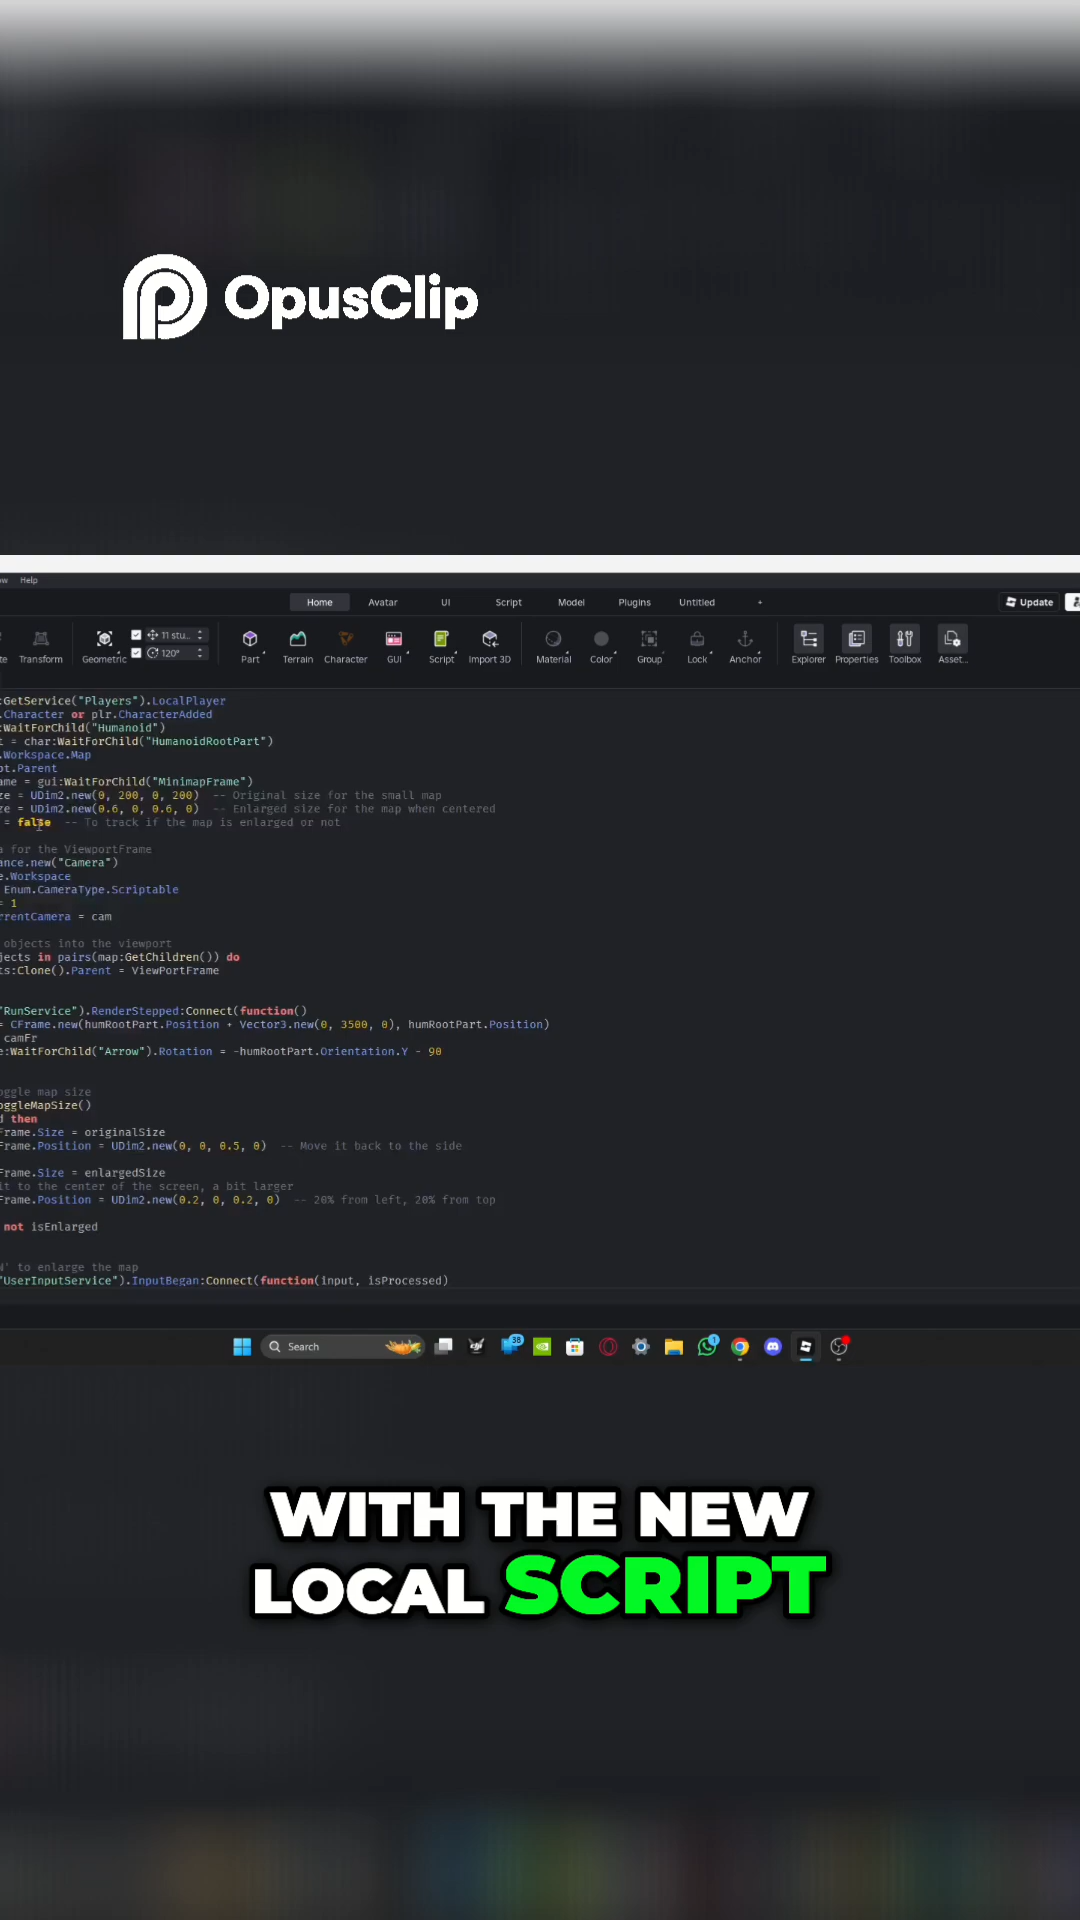 OpusClip
ow Help
Home Avatar UI Script Model Plugins Untitled + Update
te Transform Geometric 11 stu... 120° Part Terrain Character GUI Script Import 3D Material Color Group Lock Anchor Explorer Properties Toolbox Asset...
:GetService("Players").LocalPlayer
.Character or plr.CharacterAdded
:WaitForChild("Humanoid")
t = char:WaitForChild("HumanoidRootPart")
.Workspace.Map
pt.Parent
ame = gui:WaitForChild("MinimapFrame")
ze = UDim2.new(0, 200, 0, 200) -- Original size for the small map
ze = UDim2.new(0.6, 0, 0.6, 0) -- Enlarged size for the map when centered
= false -- To track if the map is enlarged or not
a for the ViewportFrame
ance.new("Camera")
e.Workspace
Enum.CameraType.Scriptable
= 1
rrentCamera = cam
objects into the viewport
jects in pairs(map:GetChildren()) do
ts:Clone().Parent = ViewPortFrame
"RunService").RenderStepped:Connect(function()
= CFrame.new(humRootPart.Position + Vector3.new(0, 3500, 0), humRootPart.Position)
camFr
e:WaitForChild("Arrow").Rotation = -humRootPart.Orientation.Y - 90
oggle map size
oggleMapSize()
d then
Frame.Size = originalSize
Frame.Position = UDim2.new(0, 0, 0.5, 0) -- Move it back to the side
Frame.Size = enlargedSize
it to the center of the screen, a bit larger
Frame.Position = UDim2.new(0.2, 0, 0.2, 0) -- 20% from left, 20% from top
not isEnlarged
' to enlarge the map
"UserInputService").InputBegan:Connect(function(input, isProcessed)
Search 38 1
WITH THE NEW
LOCAL SCRIPT